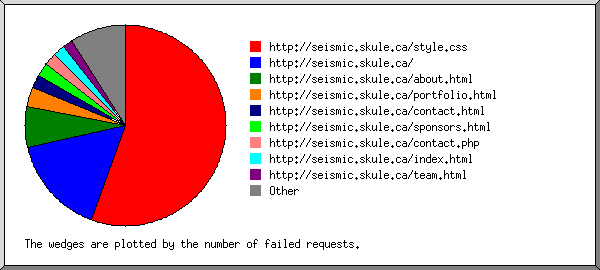 http://seismic.skule.ca/style.css
http://seismic.skule.ca/
http://seismic.skule.ca/about.html
http://seismic.skule.ca/portfolio.html
http://seismic.skule.ca/contact.html
http://seismic.skule.ca/sponsors.html
http://seismic.skule.ca/contact.php
http://seismic.skule.ca/index.html
http://seismic.skule.ca/team.html
Other
The wedges are plotted by the number of failed requests.